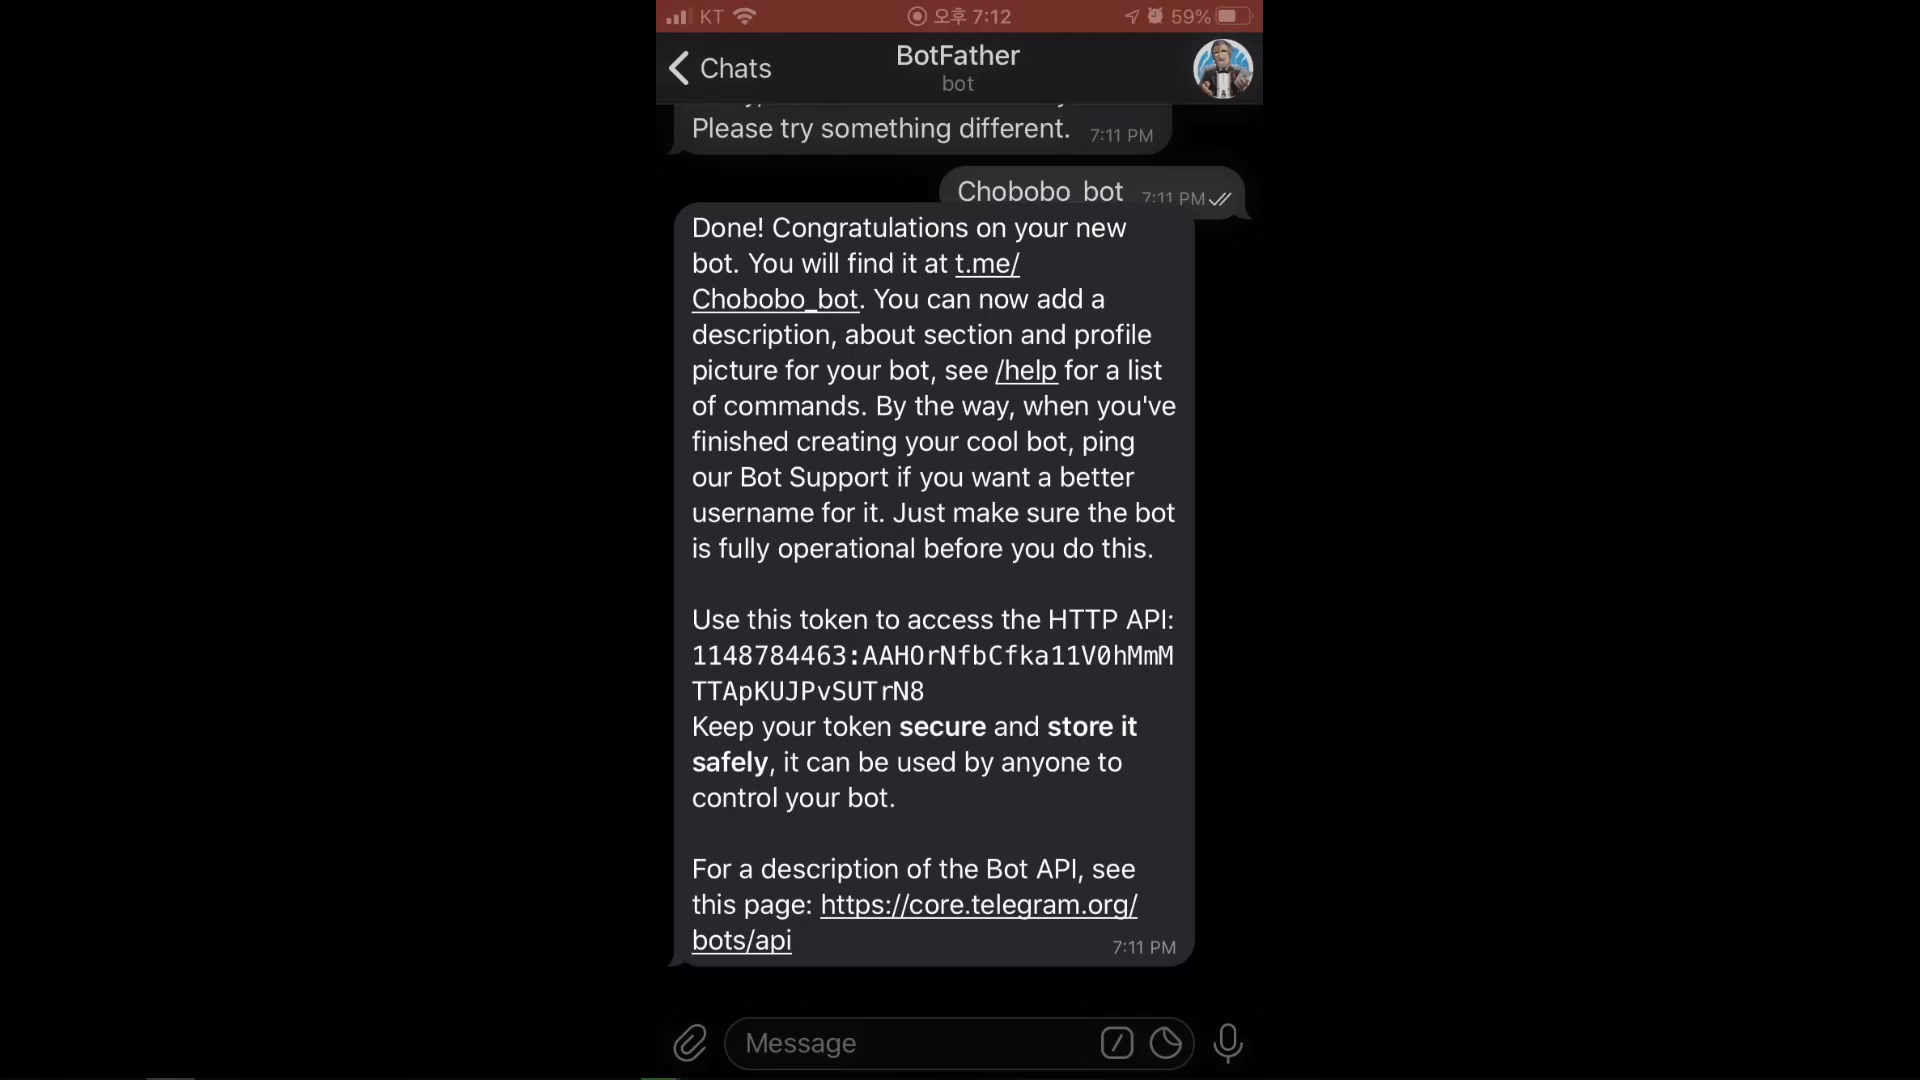 KT 오후 7:12 59%
Chats BotFather
bot
Please try something different. 7:11 PM
Chobobo_bot 7:11 PM
Done! Congratulations on your new
bot. You will find it at t.me/
Chobobo_bot. You can now add a
description, about section and profile
picture for your bot, see /help for a list
of commands. By the way, when you've
finished creating your cool bot, ping
our Bot Support if you want a better
username for it. Just make sure the bot
is fully operational before you do this.
Use this token to access the HTTP API:
1148784463:AAHOrNfbCfka11V0hMmM
TTApKUJPvSUTrN8
Keep your token secure and store it
safely, it can be used by anyone to
control your bot.
For a description of the Bot API, see
this page: https://core.telegram.org/
bots/api 7:11 PM
Message